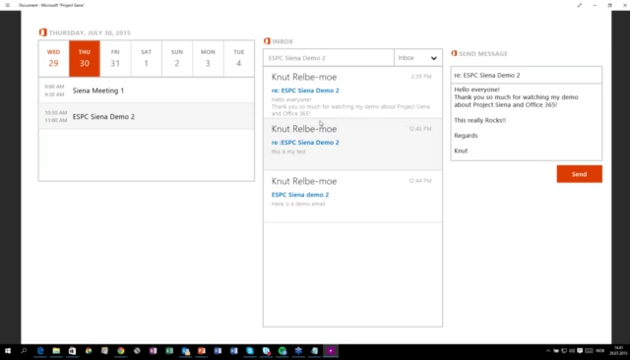 Document - Microsoft "Project Siena"
THURSDAY, JULY 30, 2015
WED
29
THU
30
FRI
31
SAT
1
SUN
2
MON
3
TUE
4
9:00 AM
9:30 AM
Siena Meeting 1
10:30 AM
11:00 AM
ESPC Siena Demo 2
INBOX
ESPC Siena Demo 2
Inbox
Knut Relbe-moe
2:39 PM
re: ESPC Siena Demo 2
Hello everyone!
Thank you so much for watching my demo about Project Siena
and Office 365!
Knut Relbe-moe
12:45 PM
re :ESPC Siena Demo 2
this is my test
Knut Relbe-moe
12:44 PM
ESPC Siena demo 2
Here is a demo email
SEND MESSAGE
re: ESPC Siena Demo 2
Hello everyone!
Thank you so much for watching my demo
about Project Siena and Office 365!
This really Rocks!!
Regards
Knut
Send
NOR